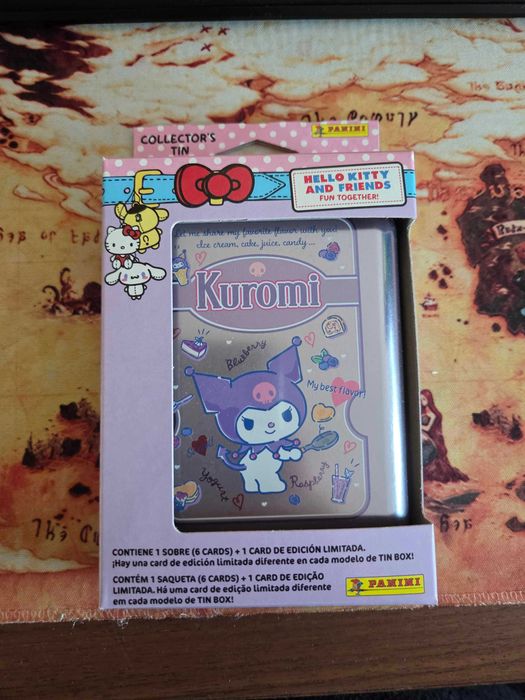 COLLECTOR'S
TIN
PANINI
HELLO KITTY
AND FRIENDS
FUN TOGETHER!
me share my favorite flavor with you
Ice cream, cake, juice, candy ...
Kuromi
Blueberry
My best flavor!
Yogurt
Raspberry
CONTIENE 1 SOBRE (6 CARDS) + 1 CARD DE EDICIÓN LIMITADA.
¡Hay una card de edición limitada diferente en cada modelo de TIN BOX!
CONTÉM 1 SAQUETA (6 CARDS) + 1 CARD DE EDIÇÃO
LIMITADA. Há uma card de edição limitada diferente
em cada modelo de TIN BOX!
PANINI